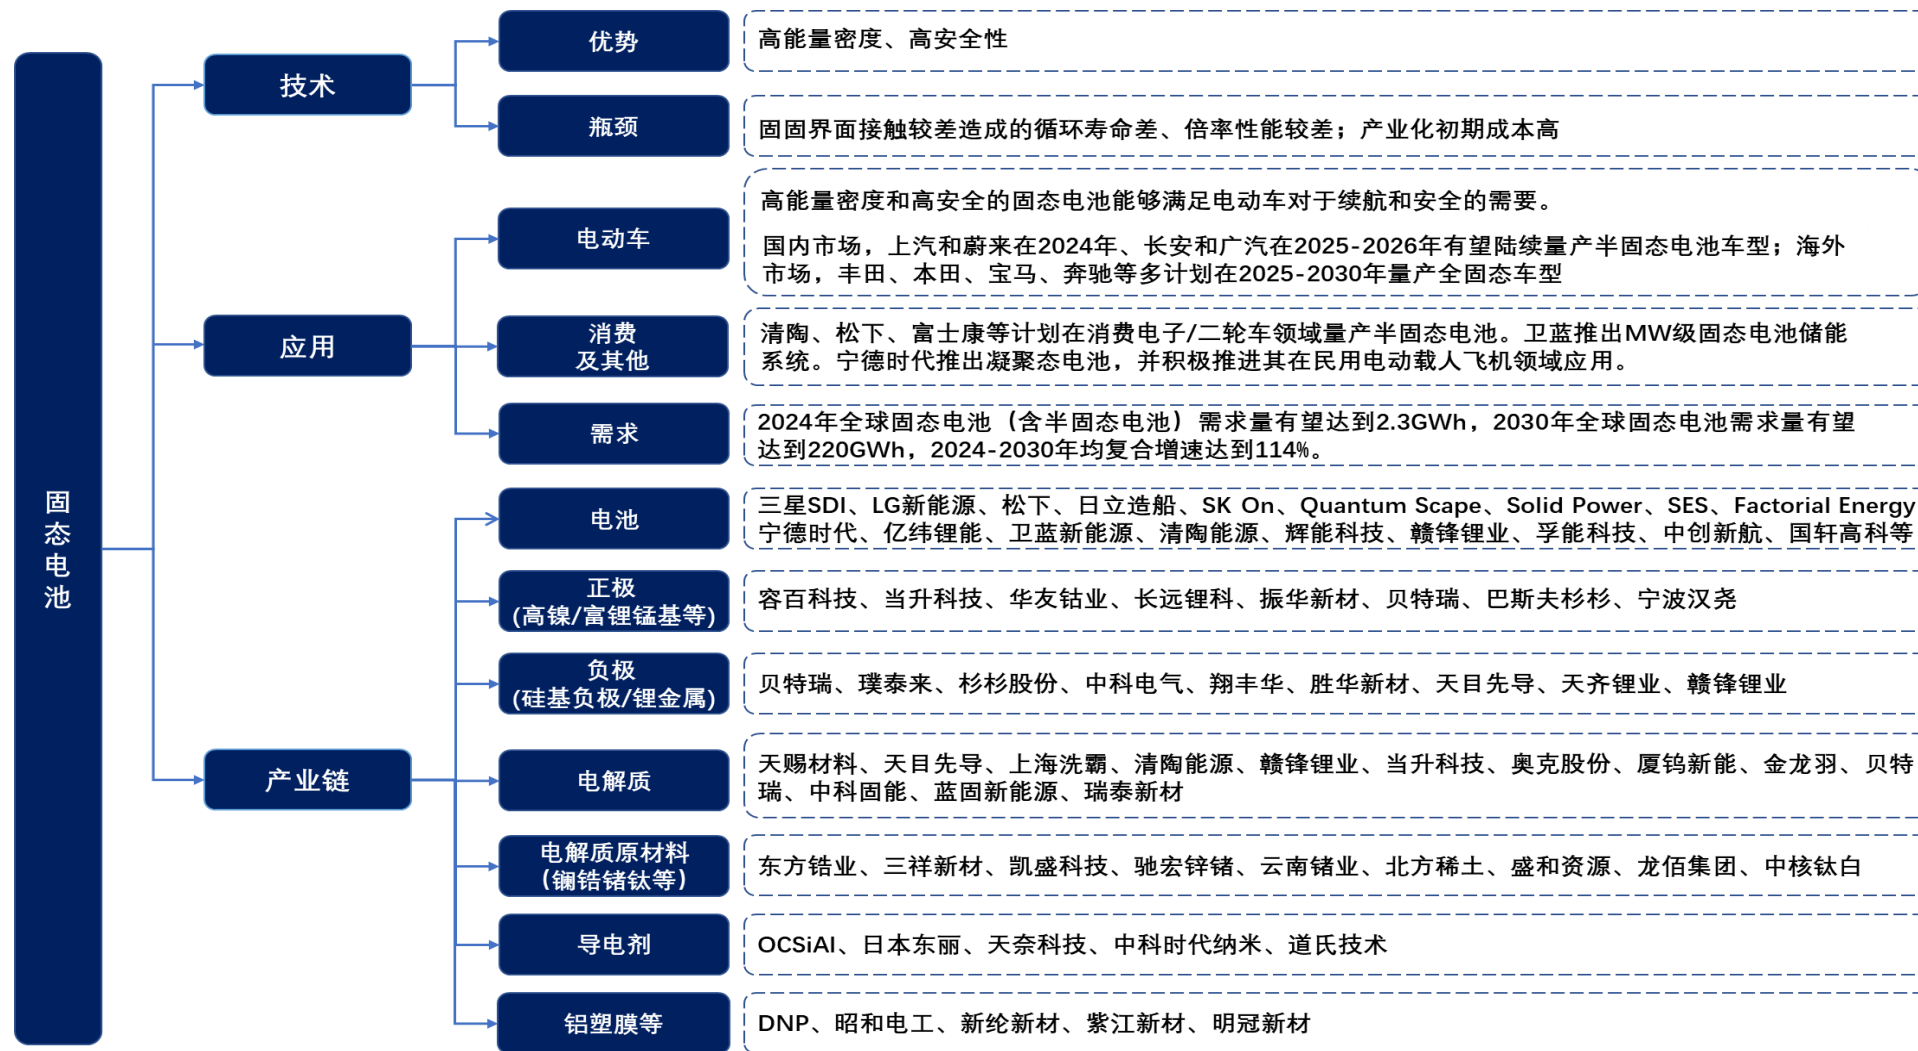 固态电池
技术
优势
高能量密度、高安全性
瓶颈
固固界面接触较差造成的循环寿命差、倍率性能较差；产业化初期成本高
应用
电动车
高能量密度和高安全的固态电池能够满足电动车对于续航和安全的需要。
国内市场，上汽和蔚来在2024年、长安和广汽在2025-2026年有望陆续量产半固态电池车型；海外
市场，丰田、本田、宝马、奔驰等多计划在2025-2030年量产全固态车型
消费
及其他
清陶、松下、富士康等计划在消费电子/二轮车领域量产半固态电池。卫蓝推出MW级固态电池储能
系统。宁德时代推出凝聚态电池，并积极推进其在民用电动载人飞机领域应用。
需求
2024年全球固态电池（含半固态电池）需求量有望达到2.3GWh，2030年全球固态电池需求量有望
达到220GWh，2024-2030年均复合增速达到114%。
产业链
电池
三星SDI、LG新能源、松下、日立造船、SK On、Quantum Scape、Solid Power、SES、Factorial Energy
宁德时代、亿纬锂能、卫蓝新能源、清陶能源、辉能科技、赣锋锂业、孚能科技、中创新航、国轩高科等
正极
(高镍/富锂锰基等)
容百科技、当升科技、华友钴业、长远锂科、振华新材、贝特瑞、巴斯夫杉杉、宁波汉尧
负极
(硅基负极/锂金属)
贝特瑞、璞泰来、杉杉股份、中科电气、翔丰华、胜华新材、天目先导、天齐锂业、赣锋锂业
电解质
天赐材料、天目先导、上海洗霸、清陶能源、赣锋锂业、当升科技、奥克股份、厦钨新能、金龙羽、贝特
瑞、中科固能、蓝固新能源、瑞泰新材
电解质原材料
（镧锆锗钛等）
东方锆业、三祥新材、凯盛科技、驰宏锌锗、云南锗业、北方稀土、盛和资源、龙佰集团、中核钛白
导电剂
OCSiAl、日本东丽、天奈科技、中科时代纳米、道氏技术
铝塑膜等
DNP、昭和电工、新纶新材、紫江新材、明冠新材